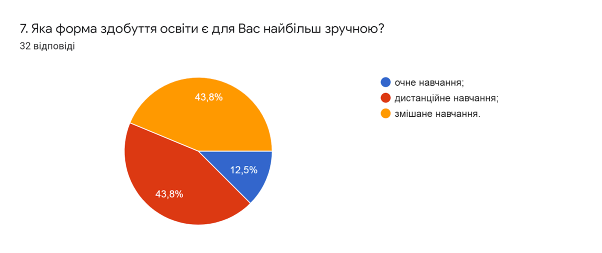 7. Яка форма здобуття освіти є для Вас найбільш зручною?
32 відповіді
43,8%
12,5%
43,8%
очне навчання;
дистанційне навчання;
змішане навчання.